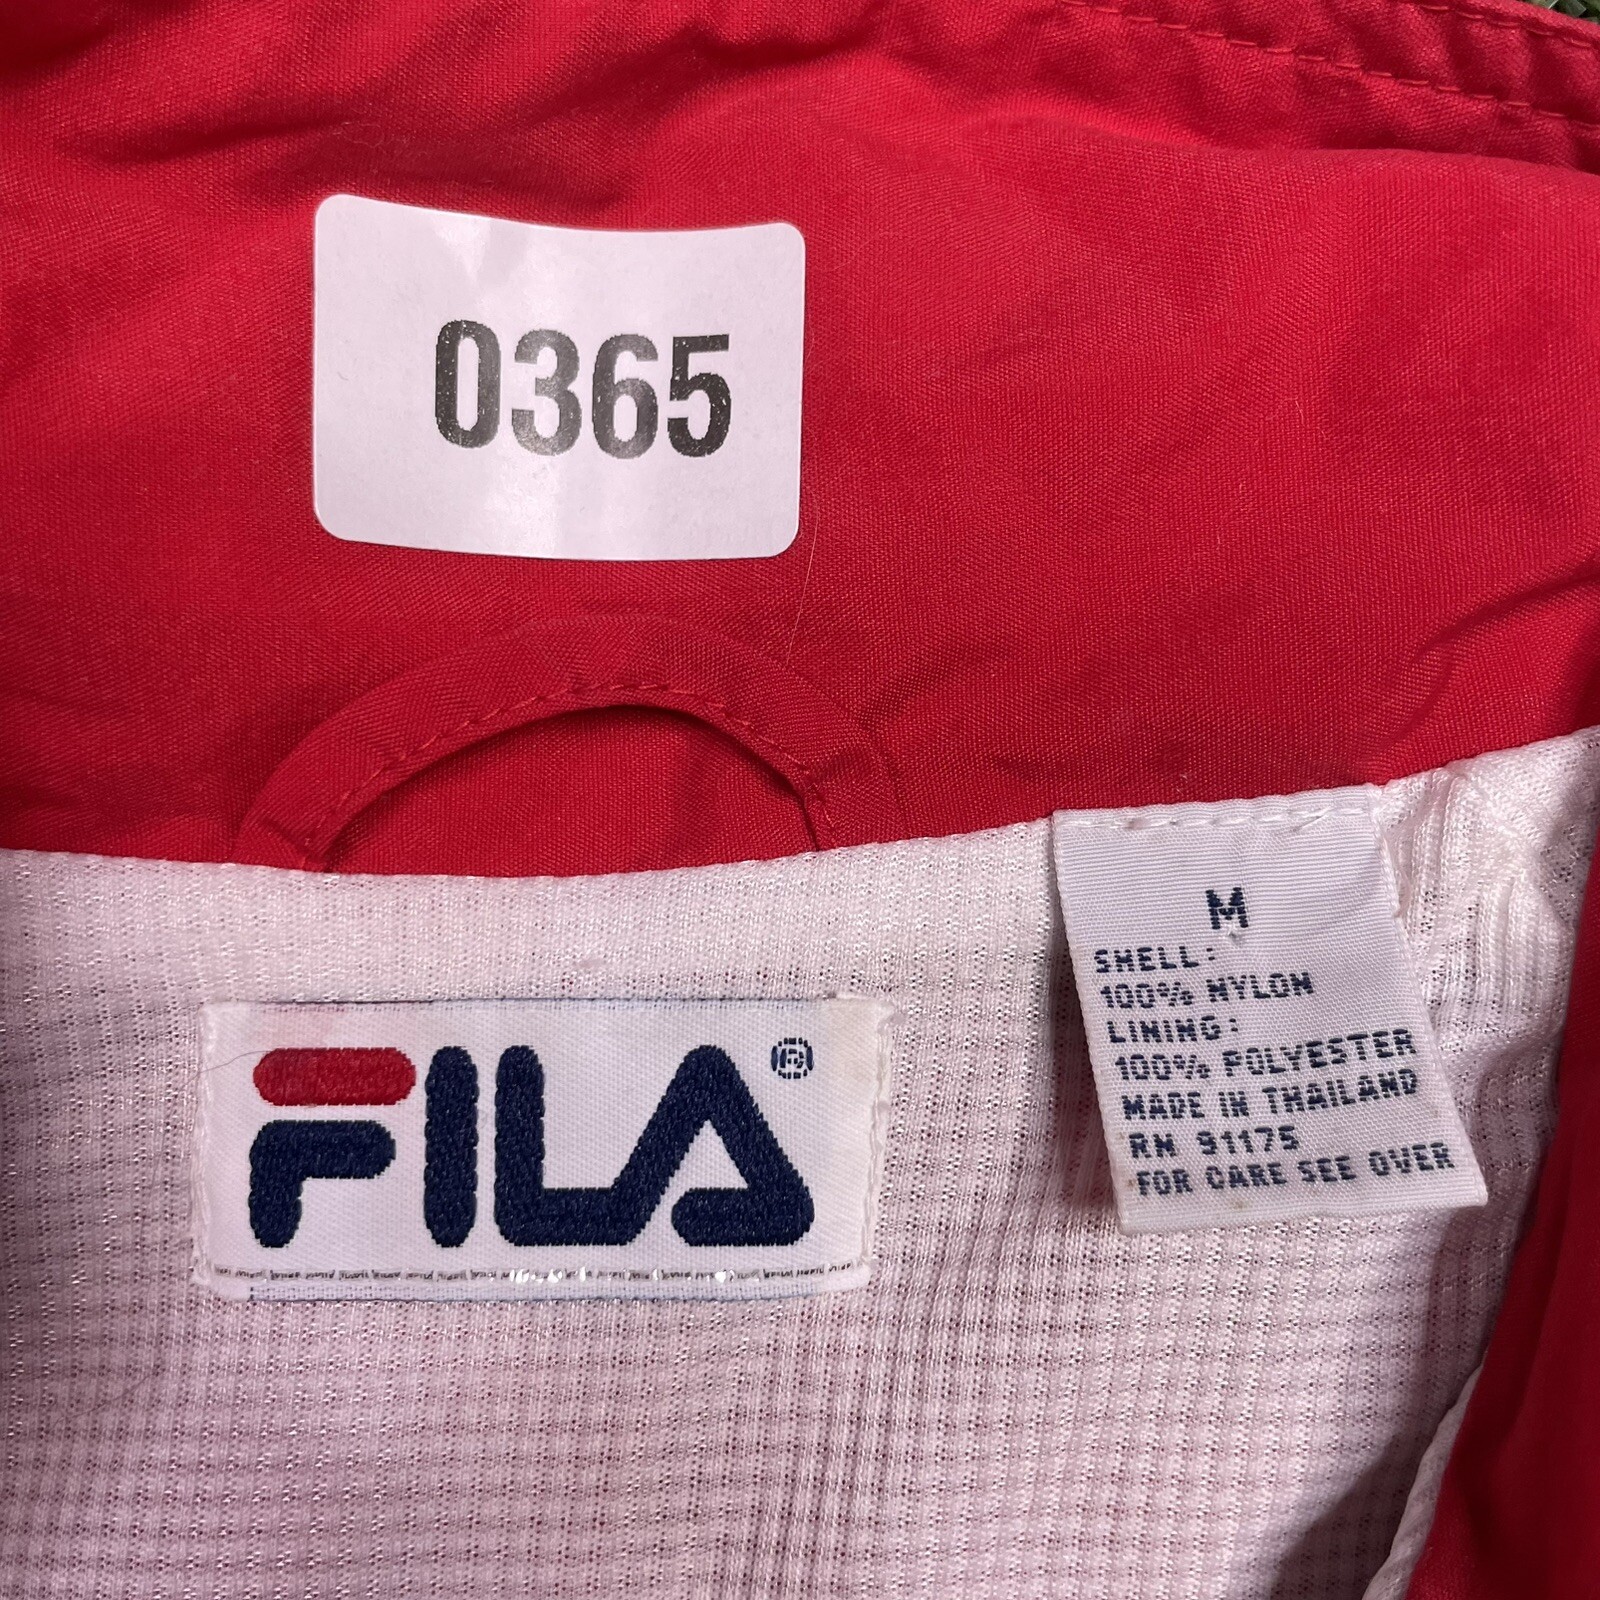 0365
FILA®
M
SHELL:
100% NYLON
LINING:
100% POLYESTER
MADE IN THAILAND
RN 91175
FOR CARE SEE OVER